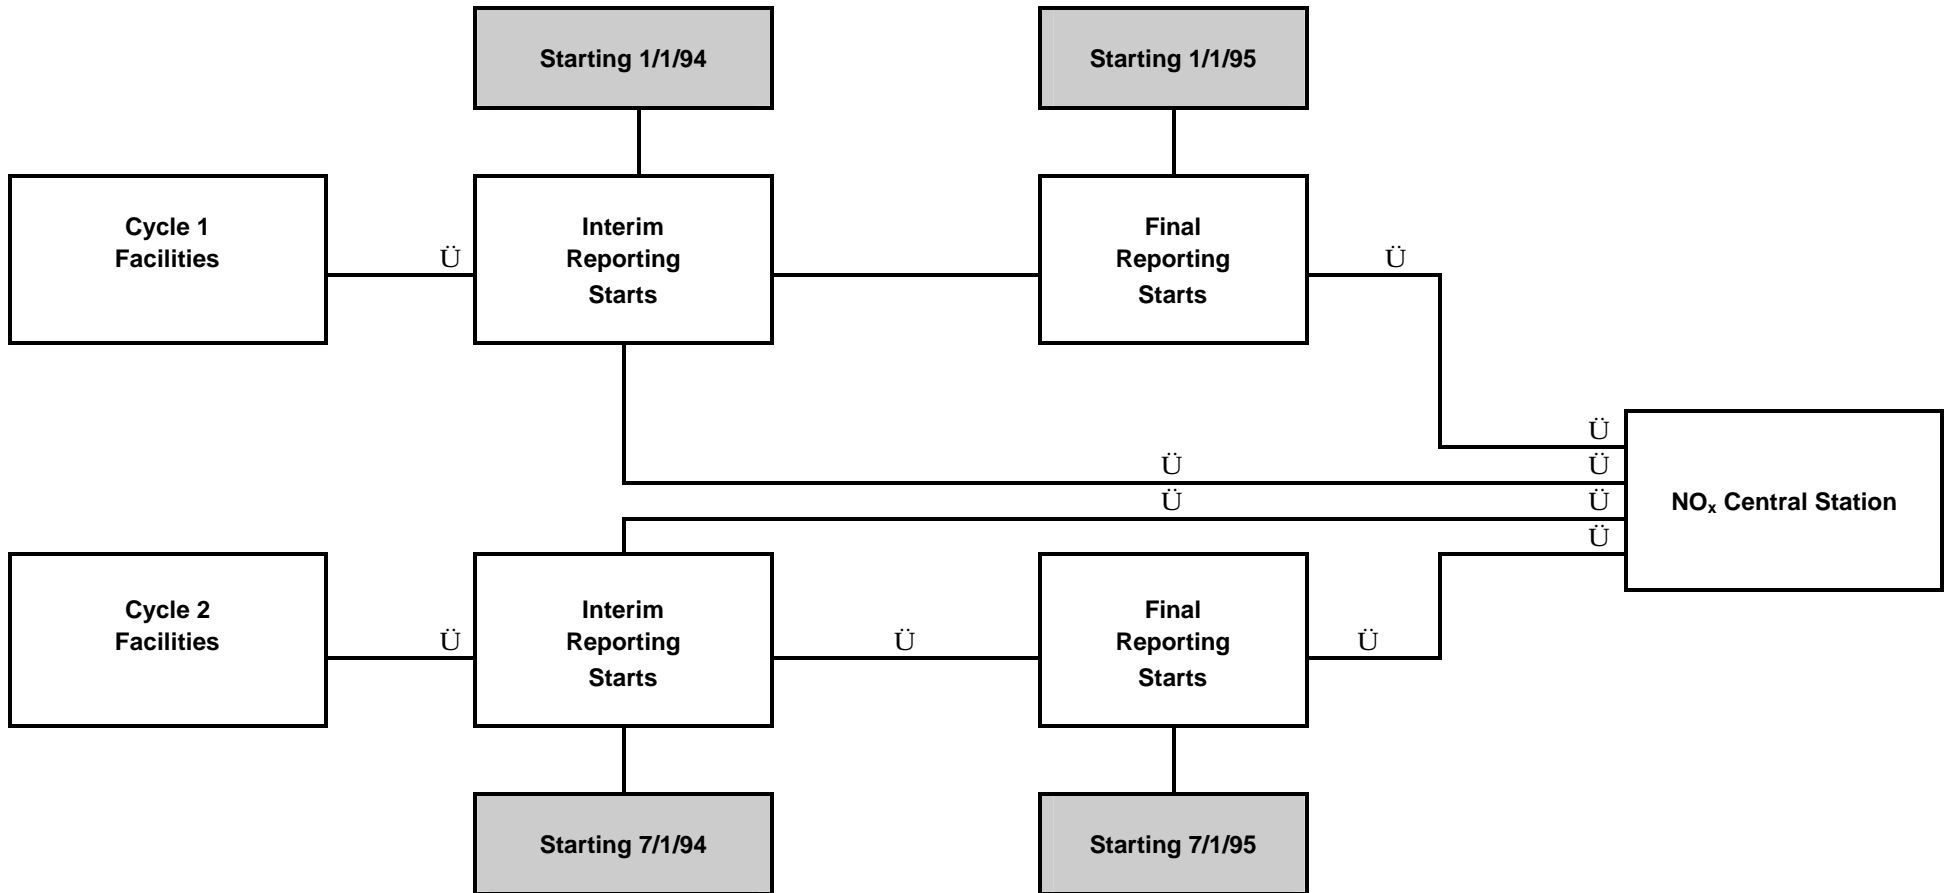 Starting 1/1/94
Starting 1/1/95
Cycle 1
Facilities
Ü
Interim
Reporting
Starts
Final
Reporting
Starts
Ü
Ü
Ü
Ü
Ü
Ü
Ü
NOₓ Central Station
Cycle 2
Facilities
Ü
Interim
Reporting
Starts
Ü
Final
Reporting
Starts
Ü
Starting 7/1/94
Starting 7/1/95